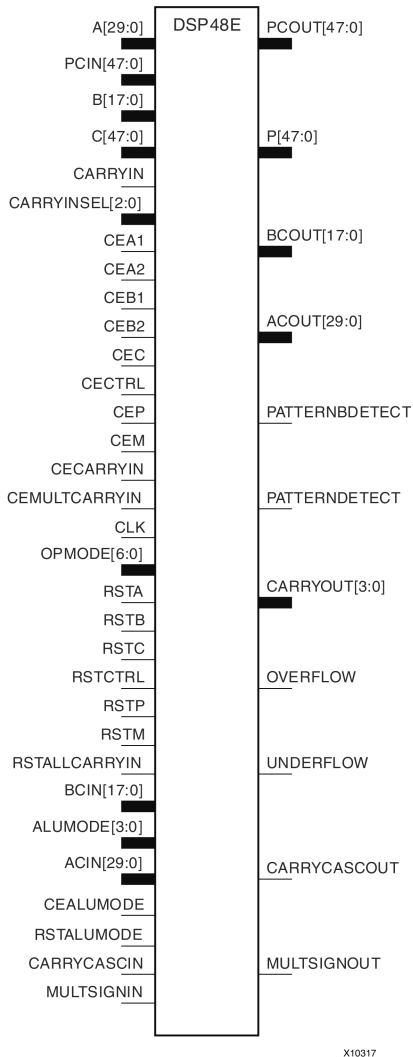 DSP48E
A[29:0]
PCIN[47:0]
B[17:0]
C[47:0]
CARRYIN
CARRYINSEL[2:0]
CEA1
CEA2
CEB1
CEB2
CEC
CECTRL
CEP
CEM
CECARRYIN
CEMULTCARRYIN
CLK
OPMODE[6:0]
RSTA
RSTB
RSTC
RSTCTRL
RSTP
RSTM
RSTALLCARRYIN
BCIN[17:0]
ALUMODE[3:0]
ACIN[29:0]
CEALUMODE
RSTALUMODE
CARRYCASCIN
MULTSIGNIN
PCOUT[47:0]
P[47:0]
BCOUT[17:0]
ACOUT[29:0]
PATTERNBDETECT
PATTERNDETECT
CARRYOUT[3:0]
OVERFLOW
UNDERFLOW
CARRYCASCOUT
MULTSIGNOUT
X10317